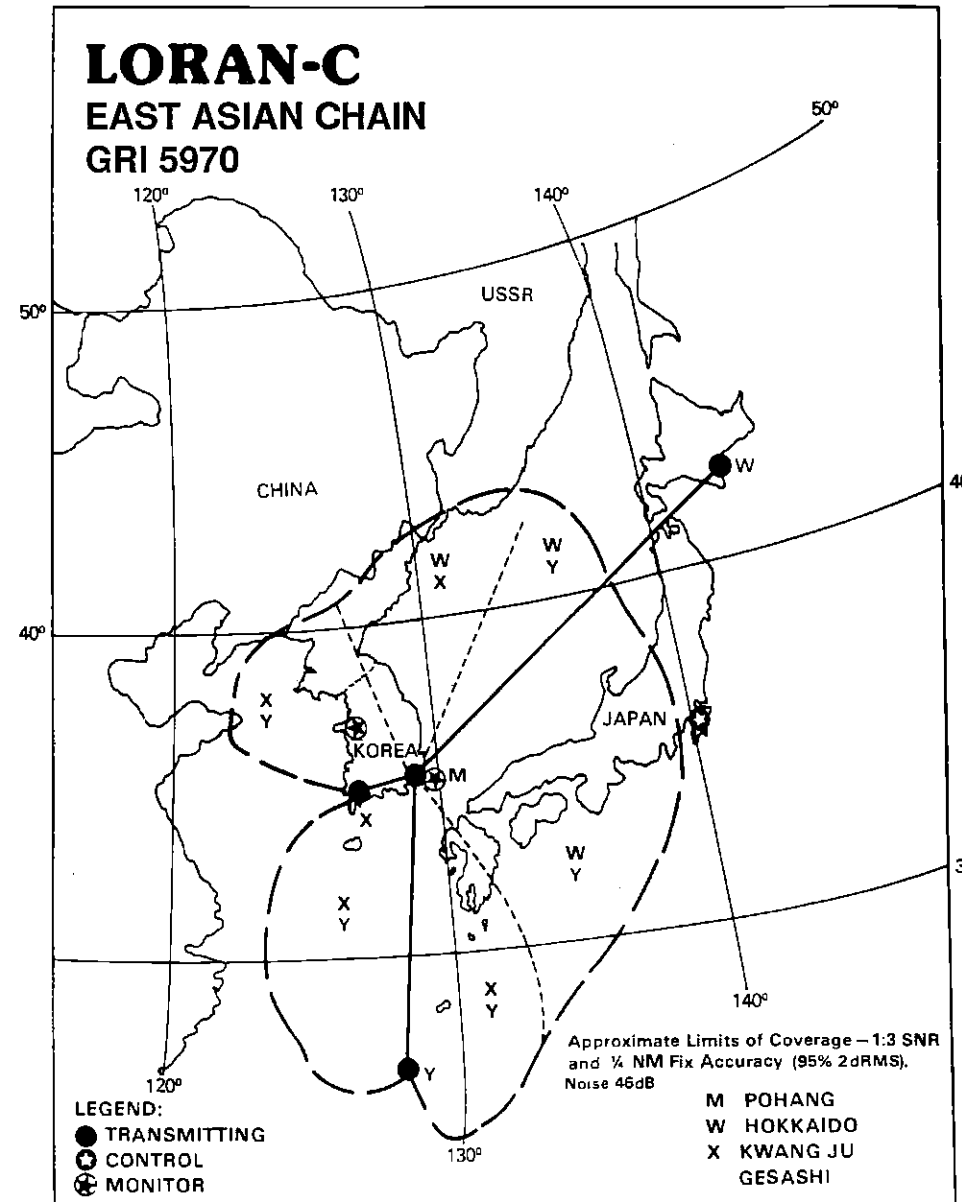 LORAN-C
EAST ASIAN CHAIN
GRI 5970
50°
120°
130°
140°
50°
USSR
CHINA
W
40
W
X
W
Y
40°
X
Y
KOREA
JAPAN
M
X
W
Y
3
X
Y
X
Y
140°
Y
120°
130°
Approximate Limits of Coverage – 1:3 SNR
and ¼ NM Fix Accuracy (95% 2dRMS).
Noise 46dB
LEGEND:
TRANSMITTING
CONTROL
MONITOR
M POHANG
W HOKKAIDO
X KWANG JU
GESASHI